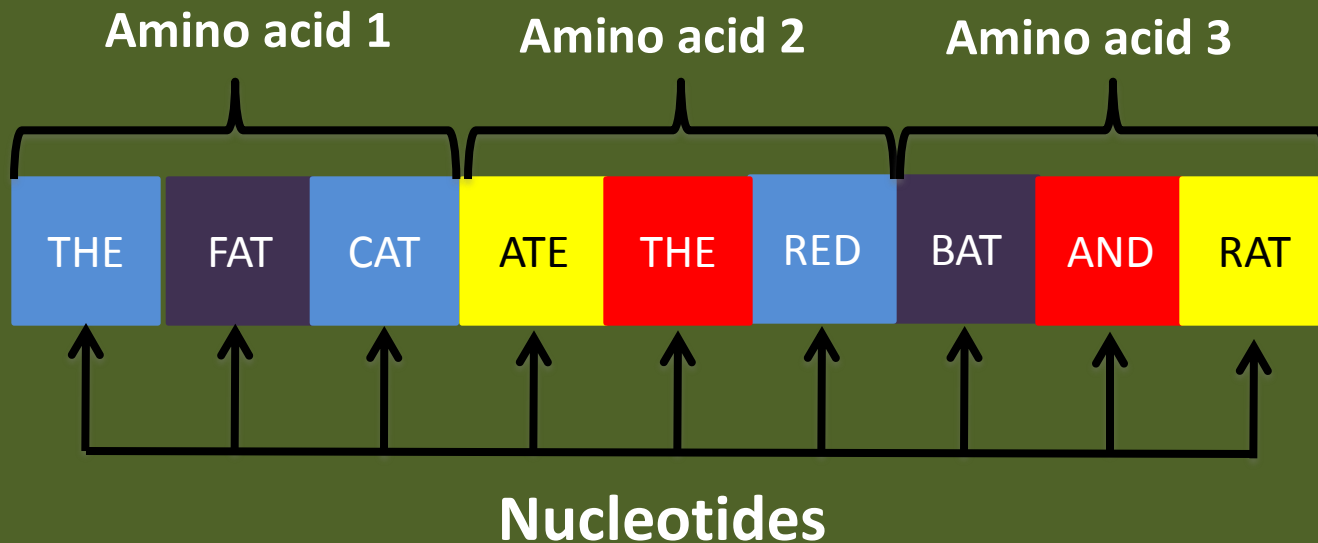 Amino acid 1 Amino acid 2 Amino acid 3
THE FAT CAT ATE THE RED BAT AND RAT
Nucleotides